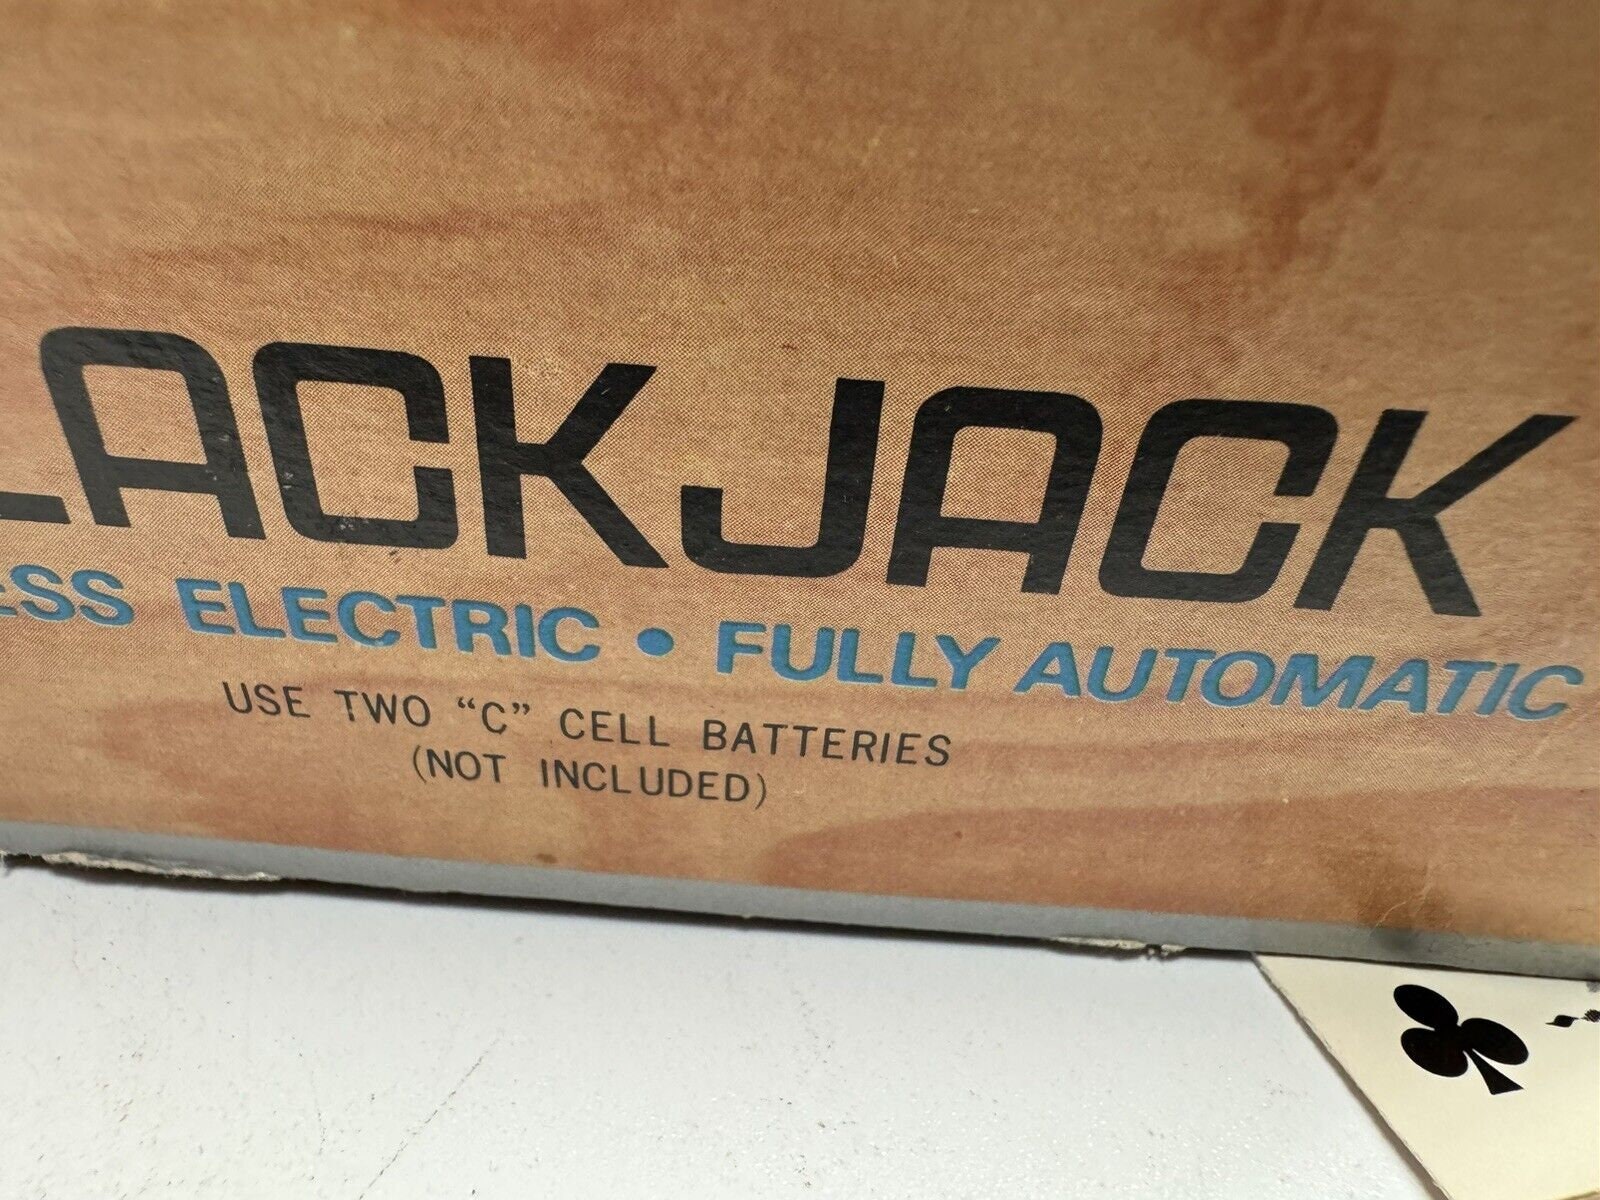 LACKJACK
ESS ELECTRIC • FULLY AUTOMATIC
USE TWO “C” CELL BATTERIES
(NOT INCLUDED)